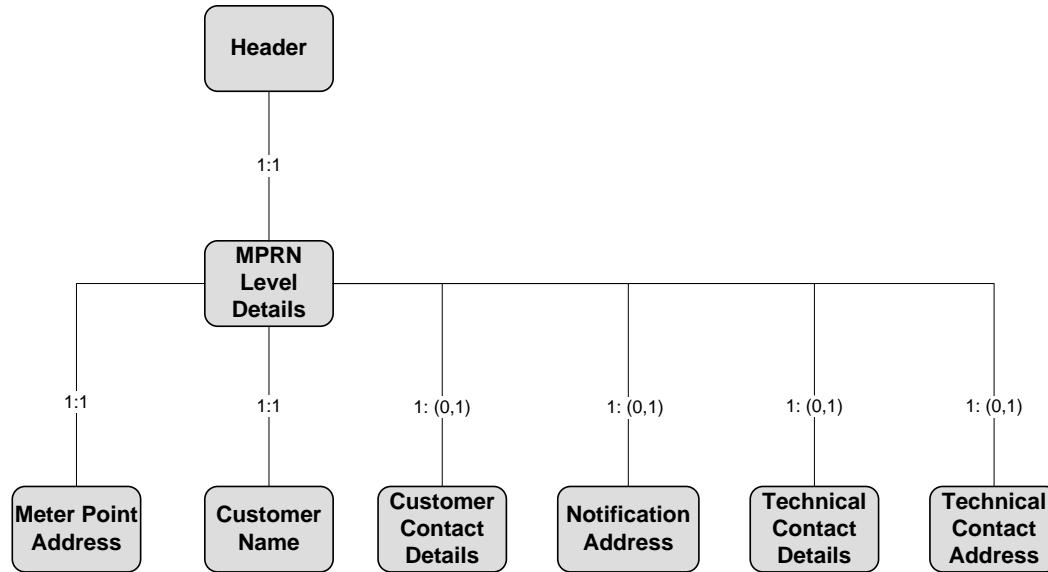 Header
1:1
MPRN
Level
Details
1:1
1:1
1: (0,1)
1: (0,1)
1: (0,1)
1: (0,1)
Meter Point
Address
Customer
Name
Customer
Contact
Details
Notification
Address
Technical
Contact
Details
Technical
Contact
Address